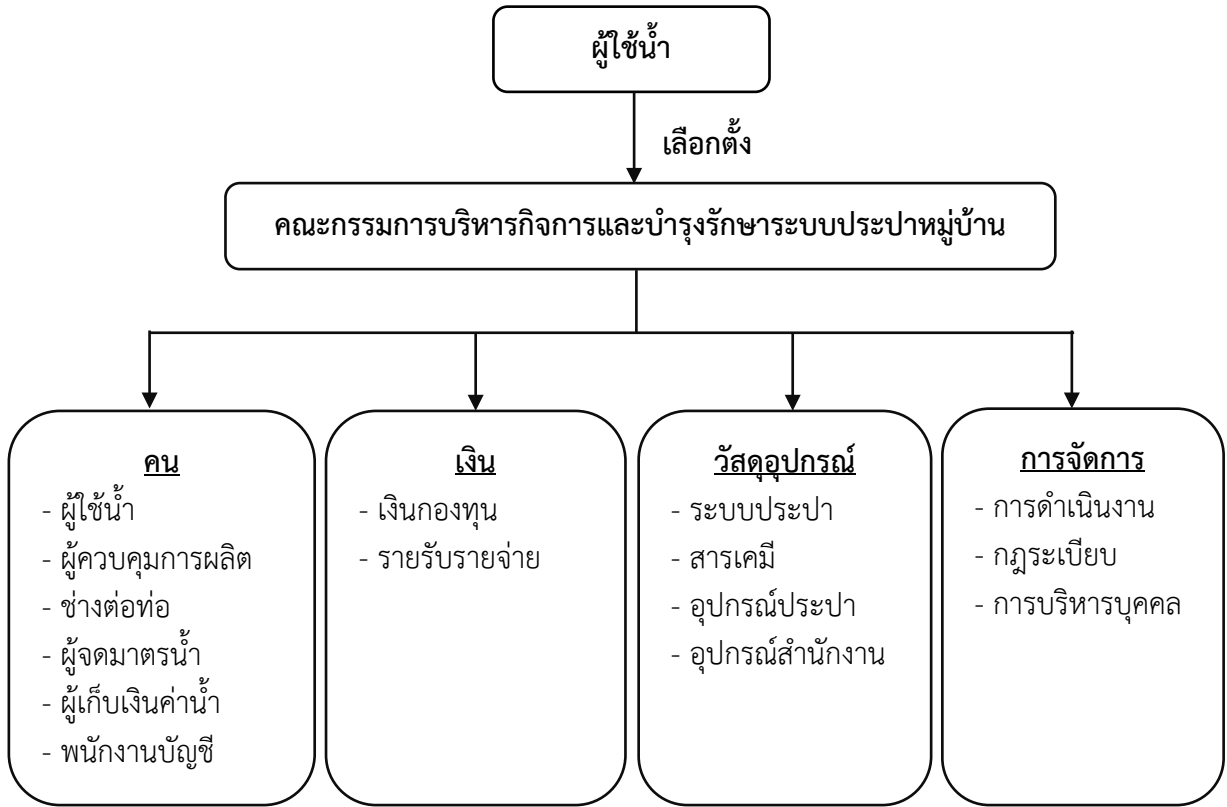 ผู้ใช้น้ำ
เลือกตั้ง
คณะกรรมการบริหารกิจการและบำรุงรักษาระบบประปาหมู่บ้าน
คน
- ผู้ใช้น้ำ
- ผู้ควบคุมการผลิต
- ช่างต่อท่อ
- ผู้จดมาตรน้ำ
- ผู้เก็บเงินค่าน้ำ
- พนักงานบัญชี
เงิน
- เงินกองทุน
- รายรับรายจ่าย
วัสดุอุปกรณ์
- ระบบประปา
- สารเคมี
- อุปกรณ์ประปา
- อุปกรณ์สำนักงาน
การจัดการ
- การดำเนินงาน
- กฎระเบียบ
- การบริหารบุคคล